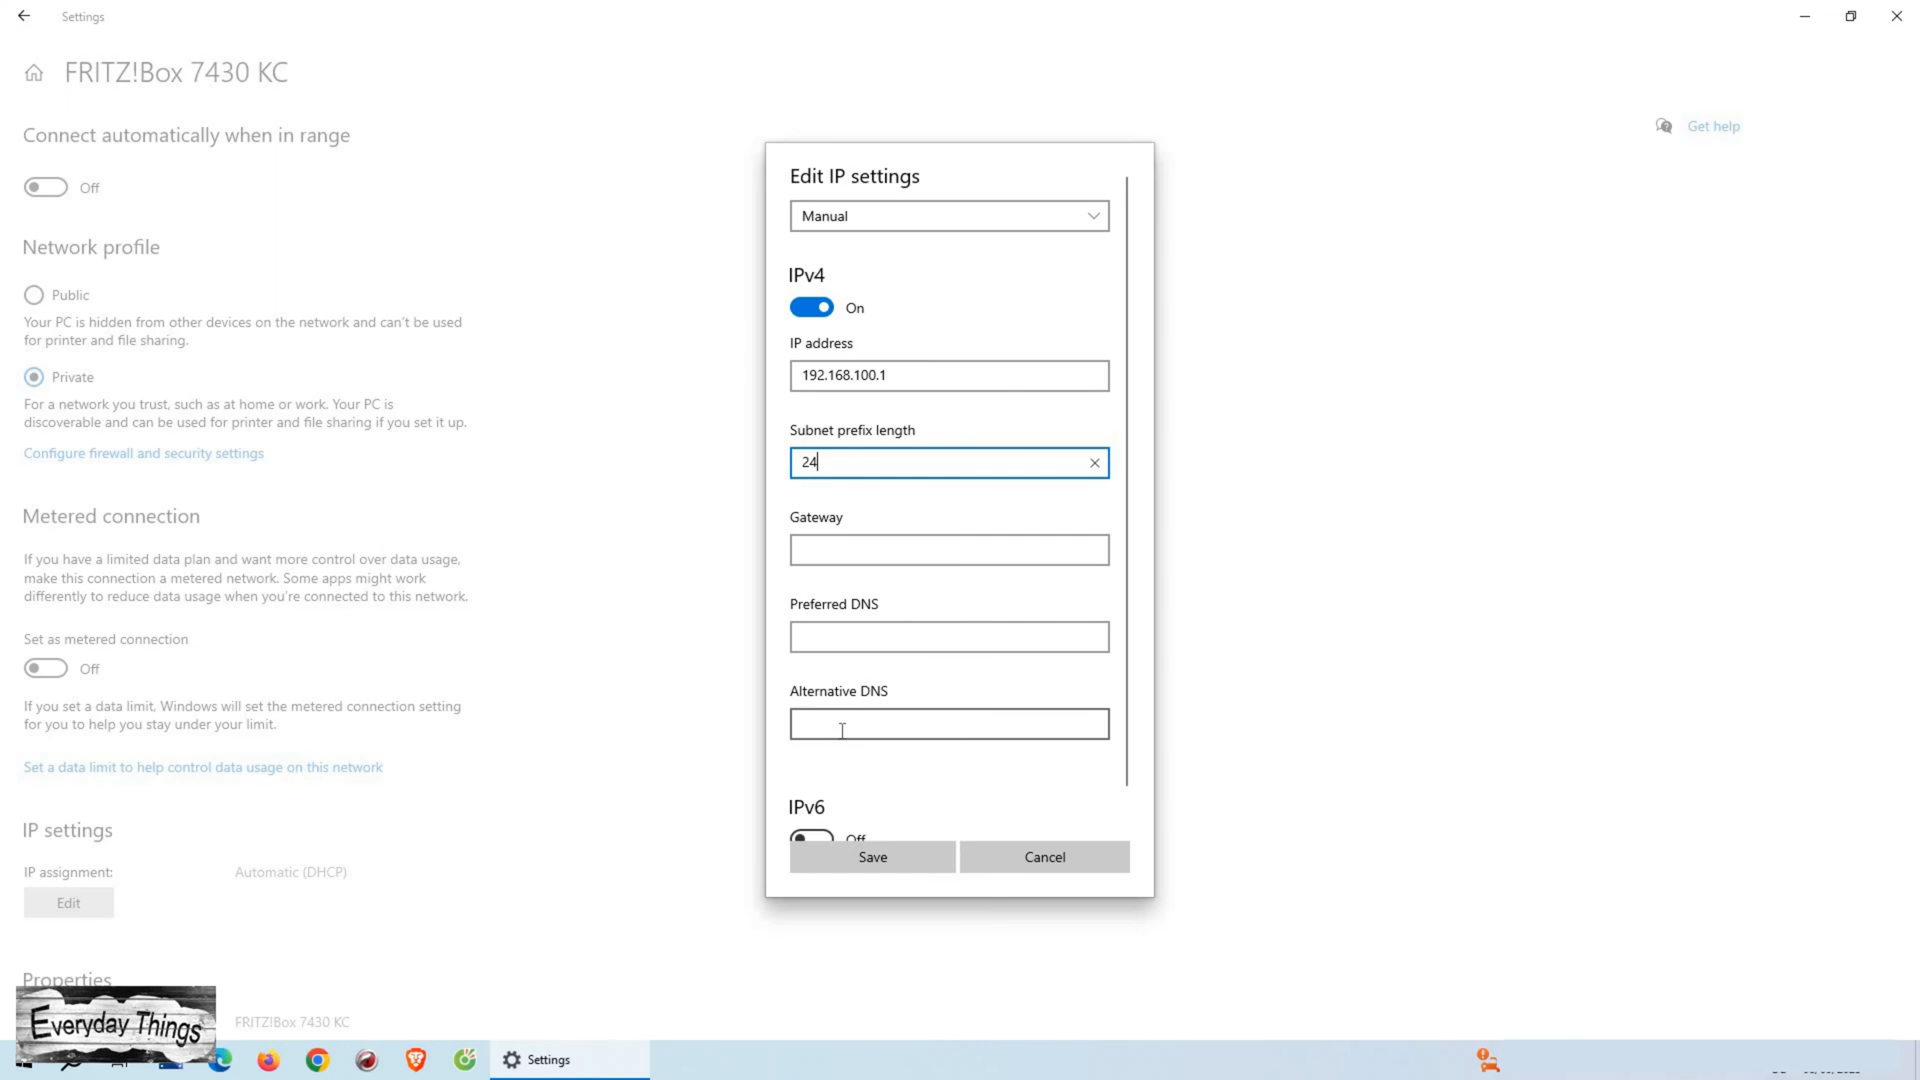 Settings
FRITZ!Box 7430 KC
Connect automatically when in range
Off
Network profile
Public
Your PC is hidden from other devices on the network and can't be used
for printer and file sharing.
Private
For a network you trust, such as at home or work. Your PC is
discoverable and can be used for printer and file sharing if you set it up.
Configure firewall and security settings
Metered connection
If you have a limited data plan and want more control over data usage,
make this connection a metered network. Some apps might work
differently to reduce data usage when you're connected to this network.
Set as metered connection
Off
If you set a data limit, Windows will set the metered connection setting
for you to help you stay under your limit.
Set a data limit to help control data usage on this network
IP settings
IP assignment: Automatic (DHCP)
Edit
Properties
FRITZ!Box 7430 KC
Everyday Things
Get help
Edit IP settings
Manual
IPv4
On
IP address
192.168.100.1
Subnet prefix length
24
Gateway
Preferred DNS
Alternative DNS
IPv6
Off
Save Cancel
Settings